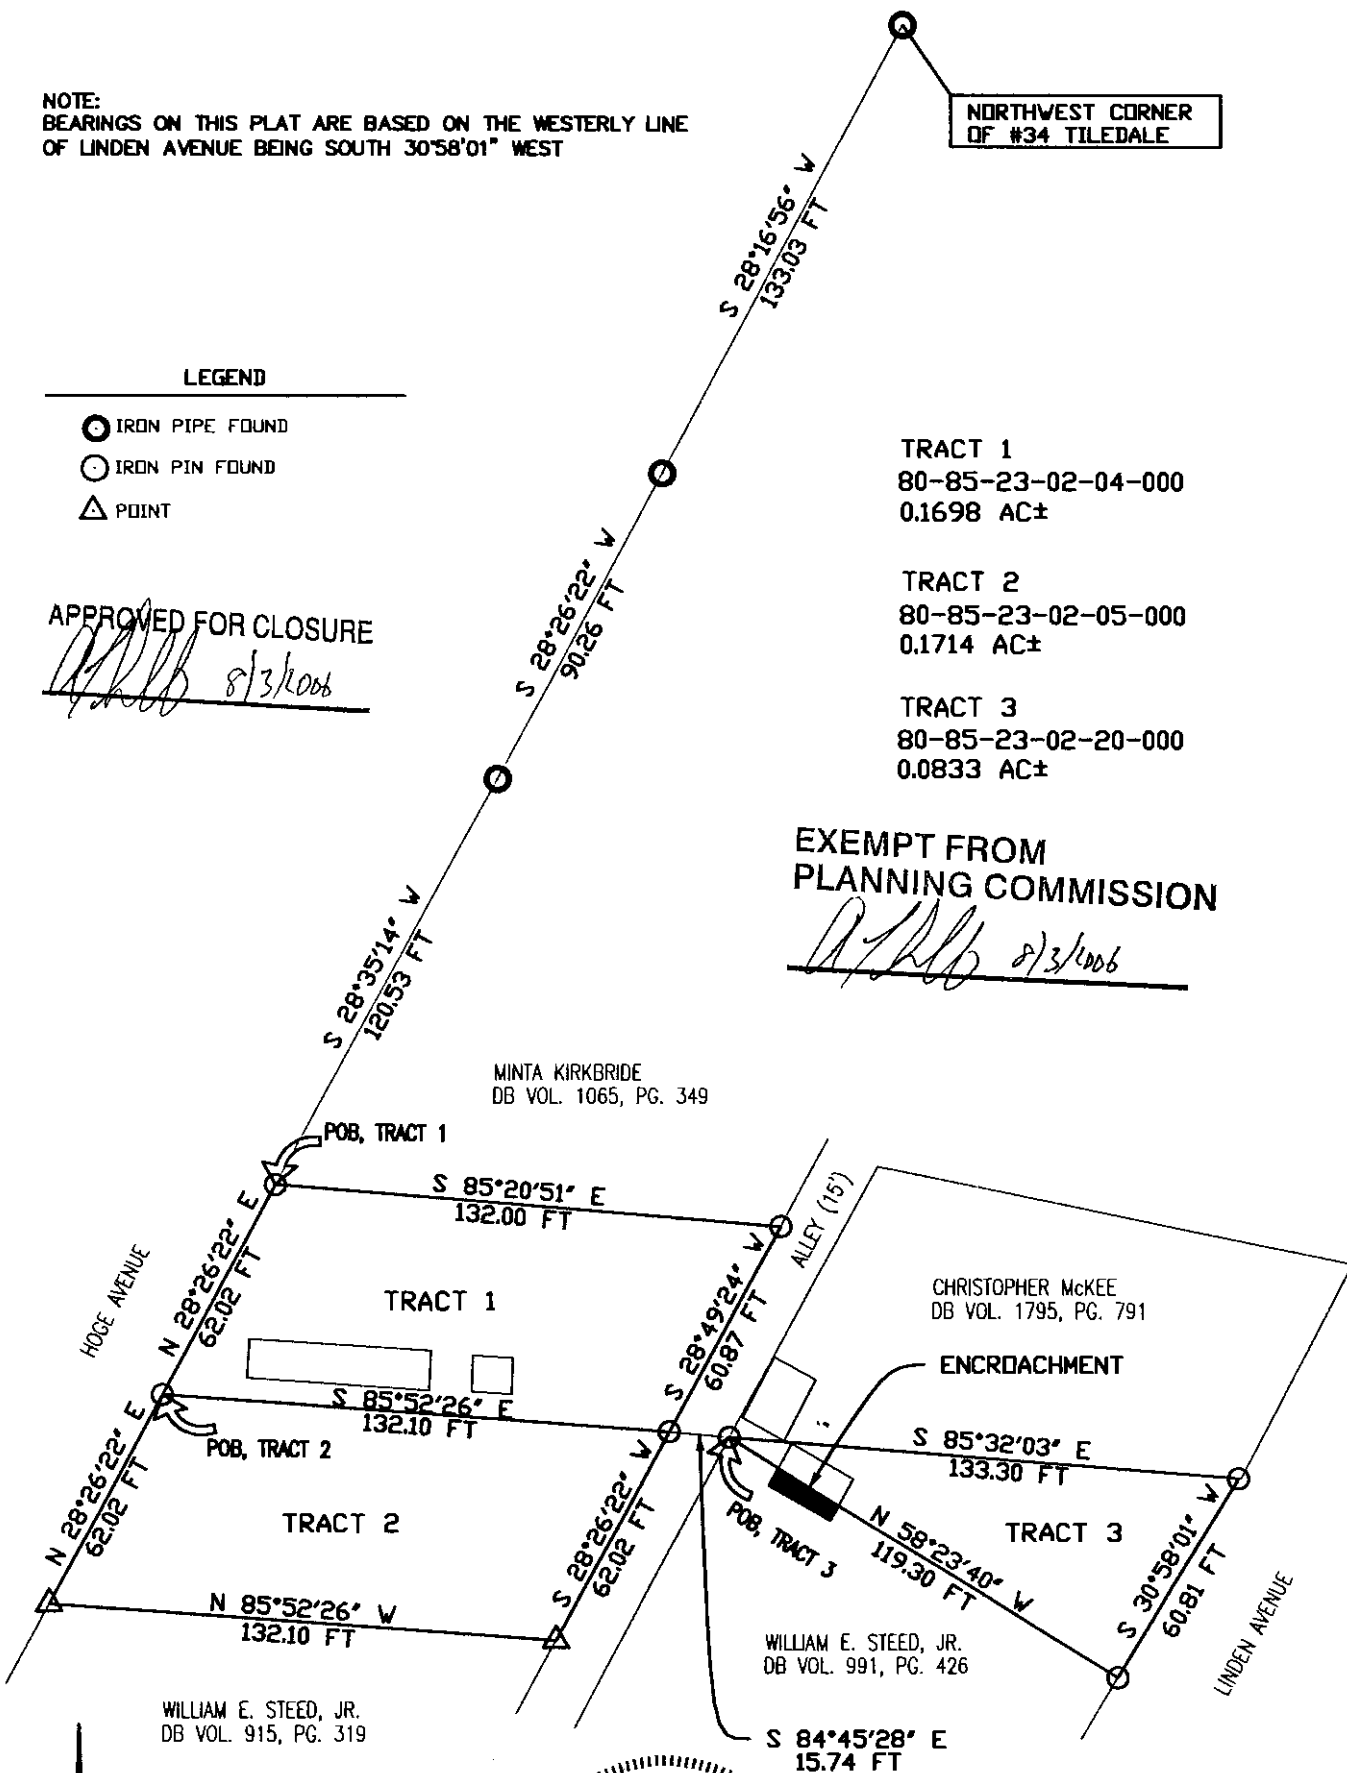 NORTHWEST CORNER
OF #34 TILEDALE
NOTE:
BEARINGS ON THIS PLAT ARE BASED ON THE WESTERLY LINE
OF LINDEN AVENUE BEING SOUTH 30°58'01" WEST
S 28°16'56" W
133.03 FT
LEGEND
IRON PIPE FOUND
IRON PIN FOUND
POINT
TRACT 1
80-85-23-02-04-000
0.1698 AC±
TRACT 2
80-85-23-02-05-000
0.1714 AC±
TRACT 3
80-85-23-02-20-000
0.0833 AC±
S 28°26'22" W
90.26 FT
APPROVED FOR CLOSURE
8/3/2006
EXEMPT FROM
PLANNING COMMISSION
8/3/2006
S 28°35'14" W
120.53 FT
MINTA KIRKBRIDE
DB VOL. 1065, PG. 349
POB, TRACT 1
S 85°20'51" E
132.00 FT
ALLEY (15')
HOGE AVENUE
N 28°26'22" E
62.02 FT
TRACT 1
S 28°49'24" W
60.87 FT
CHRISTOPHER McKEE
DB VOL. 1795, PG. 791
ENCROACHMENT
S 85°52'26" E
132.10 FT
POB, TRACT 2
S 85°32'03" E
133.30 FT
N 28°26'22" E
62.02 FT
TRACT 2
S 28°26'22" W
62.02 FT
POB, TRACT 3
N 58°23'40" W
119.30 FT
TRACT 3
S 30°58'01" W
60.81 FT
LINDEN AVENUE
N 85°52'26" W
132.10 FT
WILLIAM E. STEED, JR.
DB VOL. 991, PG. 426
WILLIAM E. STEED, JR.
DB VOL. 915, PG. 319
S 84°45'28" E
15.74 FT